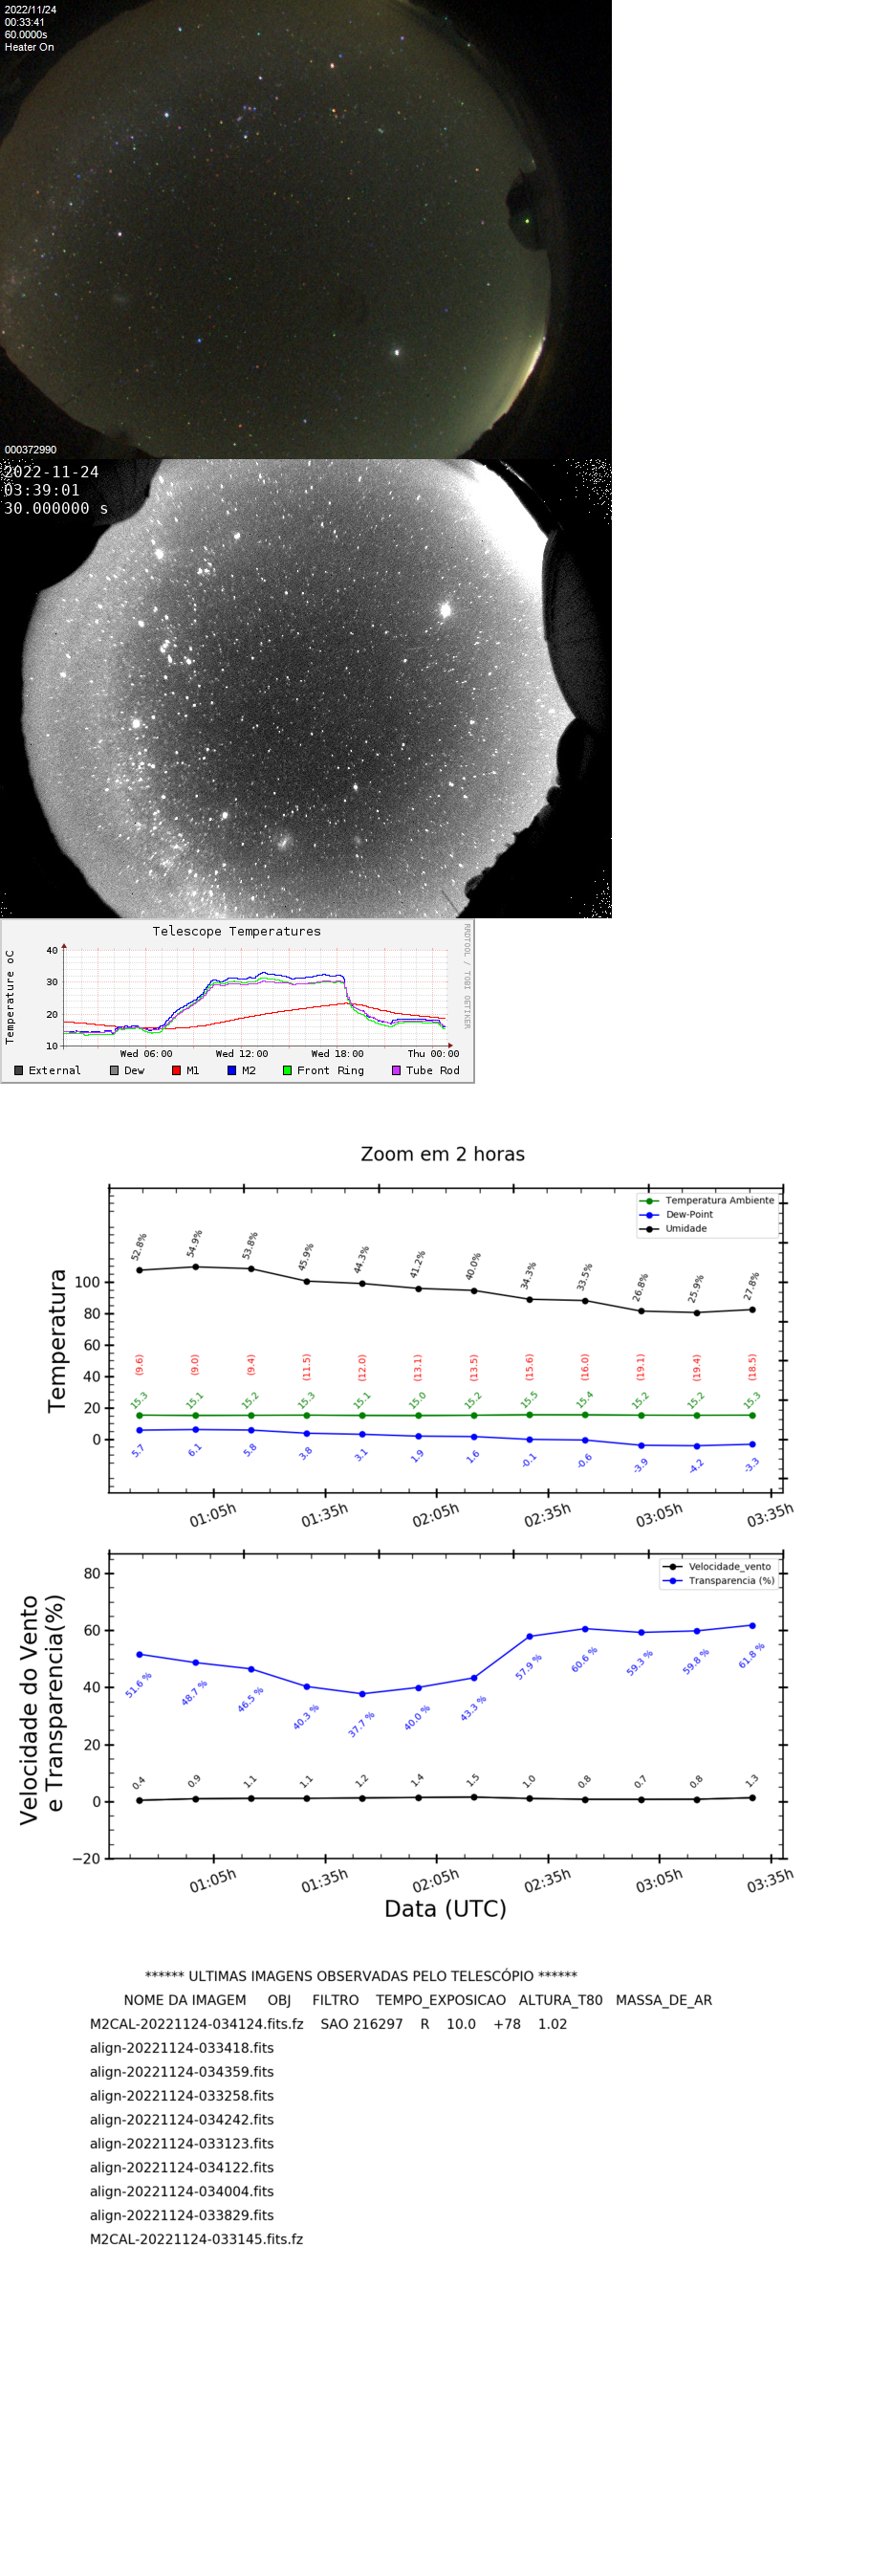 2022/11/24
00:33:41
60.0000s
Heater On
000372990
2022-11-24
03:39:01
30.000000 s
Telescope Temperatures
RRDTOOL / TOBI OETIKER
Temperature oC
40
30
20
10
Wed 06:00 Wed 12:00 Wed 18:00 Thu 00:00
External Dew M1 M2 Front Ring Tube Rod
Zoom em 2 horas
Temperatura Ambiente
Dew-Point
Umidade
Temperatura
100
80
60
40
20
0
52.8% 54.9% 53.8% 45.9% 44.3% 41.2% 40.0% 34.3% 33.5% 26.8% 25.9% 27.8%
(9.6) (9.0) (9.4) (11.5) (12.0) (13.1) (13.5) (15.6) (16.0) (19.1) (19.4) (18.5)
15.3 15.1 15.2 15.3 15.1 15.0 15.2 15.5 15.4 15.2 15.2 15.3
5.7 6.1 5.8 3.8 3.1 1.9 1.6 -0.1 -0.6 -3.9 -4.2 -3.3
01:05h 01:35h 02:05h 02:35h 03:05h 03:35h
Velocidade_vento
Transparencia (%)
Velocidade do Vento
e Transparencia(%)
80
60
40
20
0
−20
51.6 % 48.7 % 46.5 % 40.3 % 37.7 % 40.0 % 43.3 % 57.9 % 60.6 % 59.3 % 59.8 % 61.8 %
0.4 0.9 1.1 1.1 1.2 1.4 1.5 1.0 0.8 0.7 0.8 1.3
01:05h 01:35h 02:05h 02:35h 03:05h 03:35h
Data (UTC)
****** ULTIMAS IMAGENS OBSERVADAS PELO TELESCÓPIO ******
NOME DA IMAGEM OBJ FILTRO TEMPO_EXPOSICAO ALTURA_T80 MASSA_DE_AR
M2CAL-20221124-034124.fits.fz SAO 216297 R 10.0 +78 1.02
align-20221124-033418.fits
align-20221124-034359.fits
align-20221124-033258.fits
align-20221124-034242.fits
align-20221124-033123.fits
align-20221124-034122.fits
align-20221124-034004.fits
align-20221124-033829.fits
M2CAL-20221124-033145.fits.fz